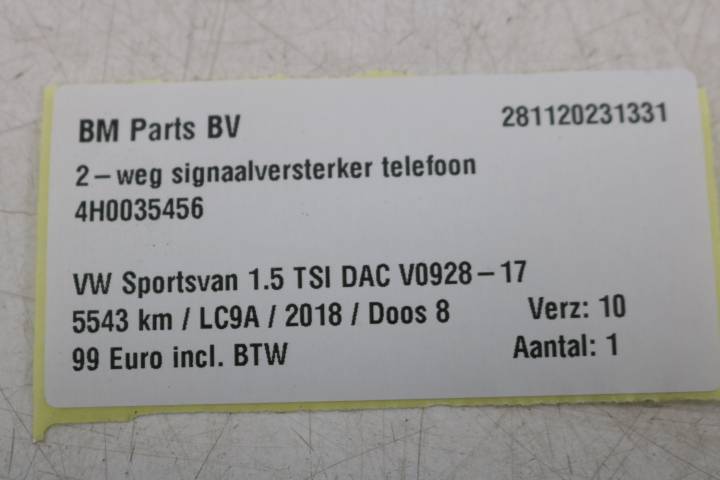 BM Parts BV 281120231331
2-weg signaalversterker telefoon
4H0035456
VW Sportsvan 1.5 TSI DAC V0928-17
5543 km / LC9A / 2018 / Doos 8 Verz: 10
99 Euro incl. BTW Aantal: 1